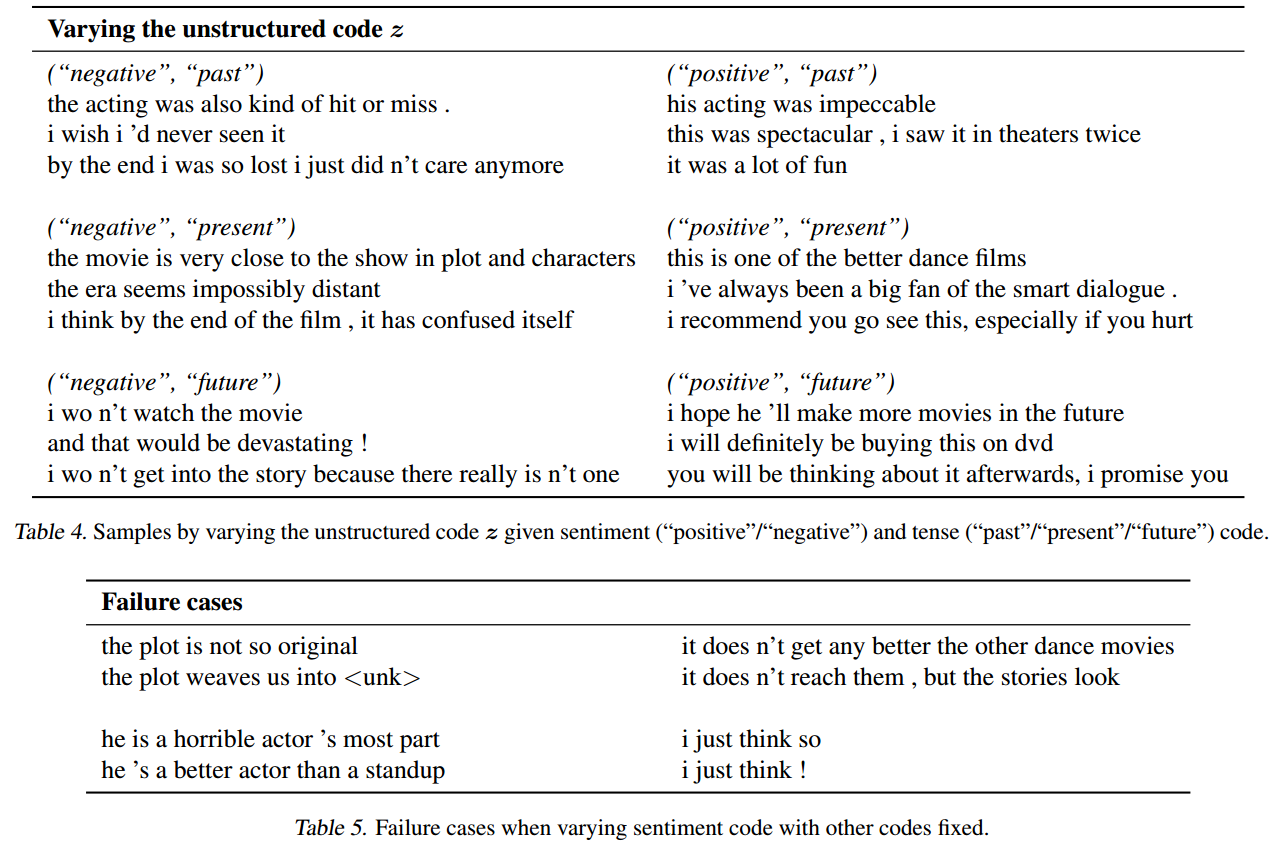 Varying the unstructured code z
("negative", "past")
the acting was also kind of hit or miss .
i wish i 'd never seen it
by the end i was so lost i just did n't care anymore
("positive", "past")
his acting was impeccable
this was spectacular , i saw it in theaters twice
it was a lot of fun
("negative", "present")
the movie is very close to the show in plot and characters
the era seems impossibly distant
i think by the end of the film , it has confused itself
("positive", "present")
this is one of the better dance films
i 've always been a big fan of the smart dialogue .
i recommend you go see this, especially if you hurt
("negative", "future")
i wo n't watch the movie
and that would be devastating !
i wo n't get into the story because there really is n't one
("positive", "future")
i hope he 'll make more movies in the future
i will definitely be buying this on dvd
you will be thinking about it afterwards, i promise you
Table 4. Samples by varying the unstructured code z given sentiment ("positive"/"negative") and tense ("past"/"present"/"future") code.
Failure cases
the plot is not so original
the plot weaves us into <unk>
it does n't get any better the other dance movies
it does n't reach them , but the stories look
he is a horrible actor 's most part
he 's a better actor than a standup
i just think so
i just think !
Table 5. Failure cases when varying sentiment code with other codes fixed.